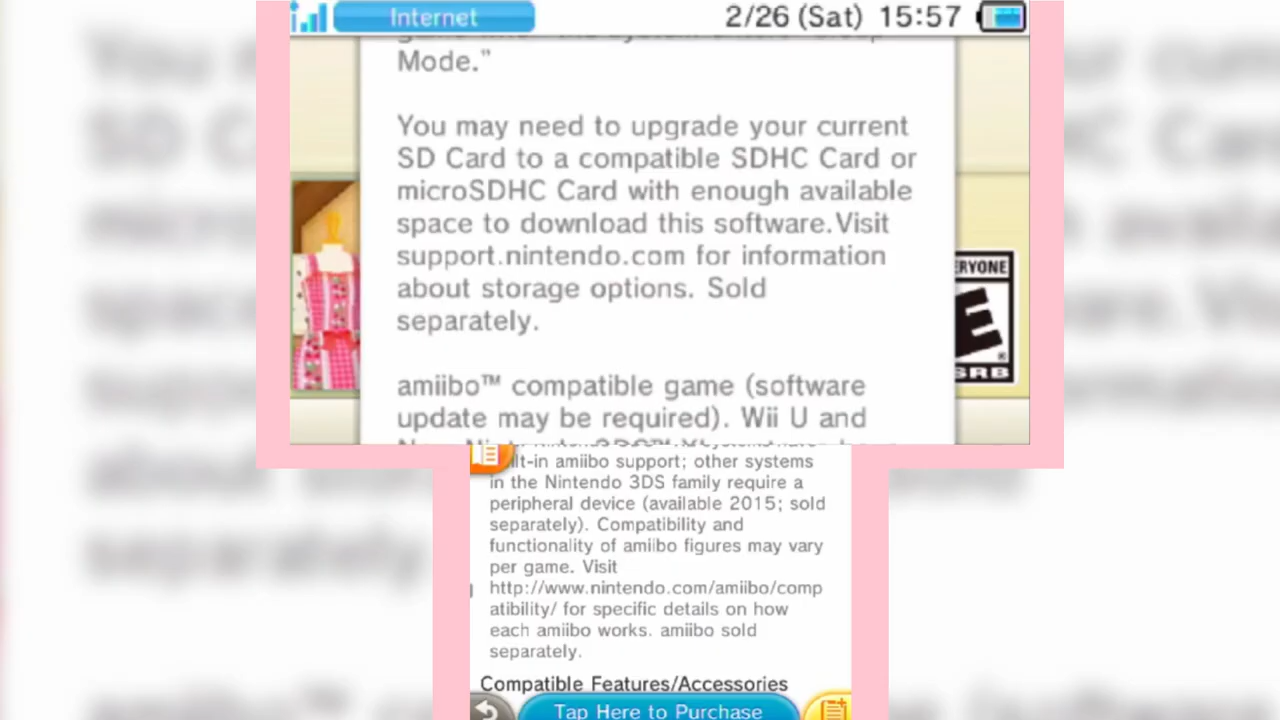 Internet
2/26 (Sat) 15:57
Mode."
You may need to upgrade your current
SD Card to a compatible SDHC Card or
microSDHC Card with enough available
space to download this software.Visit
support.nintendo.com for information
about storage options. Sold
separately.
amiibo™ compatible game (software
update may be required). Wii U and
built-in amiibo support; other systems
in the Nintendo 3DS family require a
peripheral device (available 2015; sold
separately). Compatibility and
functionality of amiibo figures may vary
per game. Visit
http://www.nintendo.com/amiibo/comp
atibility/ for specific details on how
each amiibo works. amiibo sold
separately.
Compatible Features/Accessories
Tap Here to Purchase
EVERYONE
E
ESRB